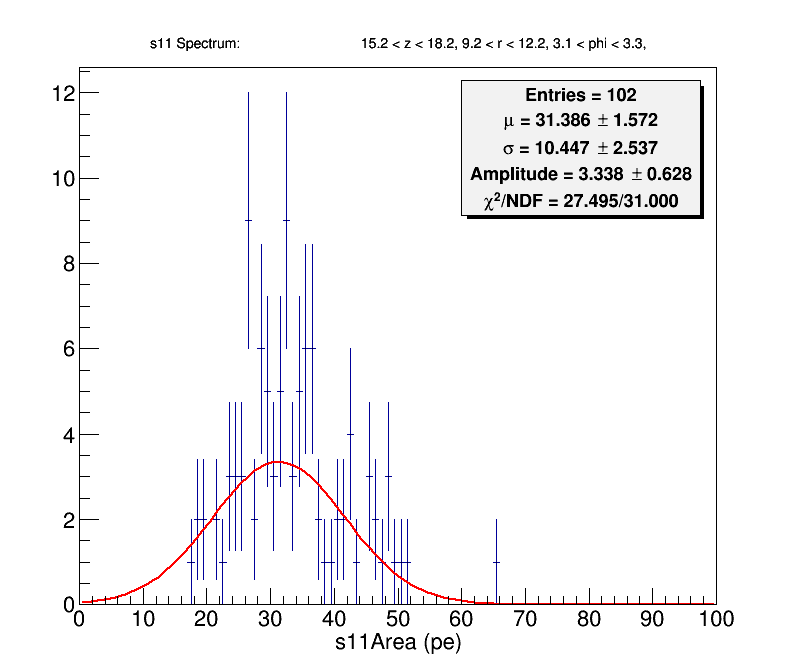 s11 Spectrum: 15.2 < z < 18.2, 9.2 < r < 12.2, 3.1 < phi < 3.3,
Entries = 102
μ = 31.386 ± 1.572
σ = 10.447 ± 2.537
Amplitude = 3.338 ± 0.628
χ²/NDF = 27.495/31.000
12
10
8
6
4
2
0
0 10 20 30 40 50 60 70 80 90 100
s11Area (pe)